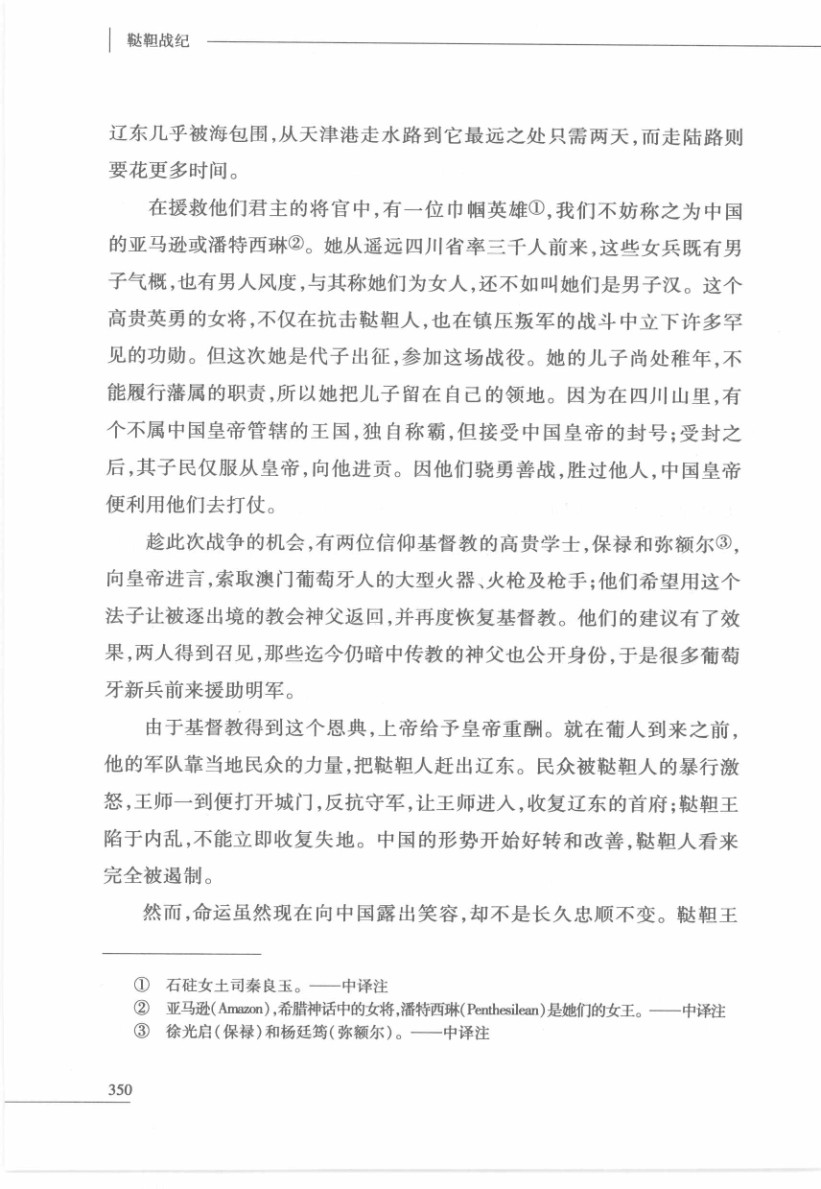 鞑靼战纪
辽东几乎被海包围,从天津港走水路到它最远之处只需两天,而走陆路则
要花更多时间。
在援救他们君主的将官中,有一位巾帼英雄①,我们不妨称之为中国
的亚马逊或潘特西琳②。她从遥远四川省率三千人前来,这些女兵既有男
子气概,也有男人风度,与其称她们为女人,还不如叫她们是男子汉。这个
高贵英勇的女将,不仅在抗击鞑靼人,也在镇压叛军的战斗中立下许多罕
见的功勋。但这次她是代子出征,参加这场战役。她的儿子尚处稚年,不
能履行藩属的职责,所以她把儿子留在自己的领地。因为在四川山里,有
个不属中国皇帝管辖的王国,独自称霸,但接受中国皇帝的封号;受封之
后,其子民仅服从皇帝,向他进贡。因他们骁勇善战,胜过他人,中国皇帝
便利用他们去打仗。
趁此次战争的机会,有两位信仰基督教的高贵学士,保禄和弥额尔③,
向皇帝进言,索取澳门葡萄牙人的大型火器、火枪及枪手;他们希望用这个
法子让被逐出境的教会神父返回,并再度恢复基督教。他们的建议有了效
果,两人得到召见,那些迄今仍暗中传教的神父也公开身份,于是很多葡萄
牙新兵前来援助明军。
由于基督教得到这个恩典,上帝给予皇帝重酬。就在葡人到来之前,
他的军队靠当地民众的力量,把鞑靼人赶出辽东。民众被鞑靼人的暴行激
怒,王师一到便打开城门,反抗守军,让王师进入,收复辽东的首府;鞑靼王
陷于内乱,不能立即收复失地。中国的形势开始好转和改善,鞑靼人看来
完全被遏制。
然而,命运虽然现在向中国露出笑容,却不是长久忠顺不变。鞑靼王
① 石砫女土司秦良玉。——中译注
② 亚马逊(Amazon),希腊神话中的女将,潘特西琳(Penthesilean)是她们的女王。——中译注
③ 徐光启(保禄)和杨廷筠(弥额尔)。——中译注
350